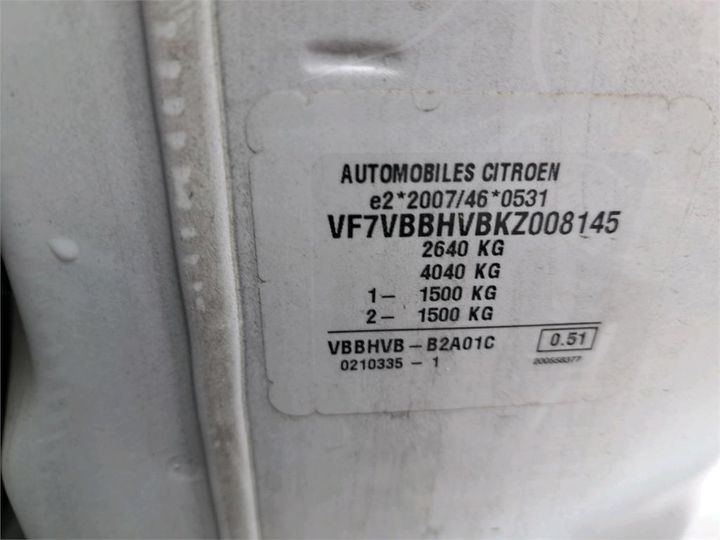 AUTOMOBILES CITROEN
e2*2007/46*0531
VF7VBBHVBKZ008145
2640 KG
4040 KG
1- 1500 KG
2- 1500 KG
VBBHVB - B2A01C 0.51
0210335 - 1 200558377